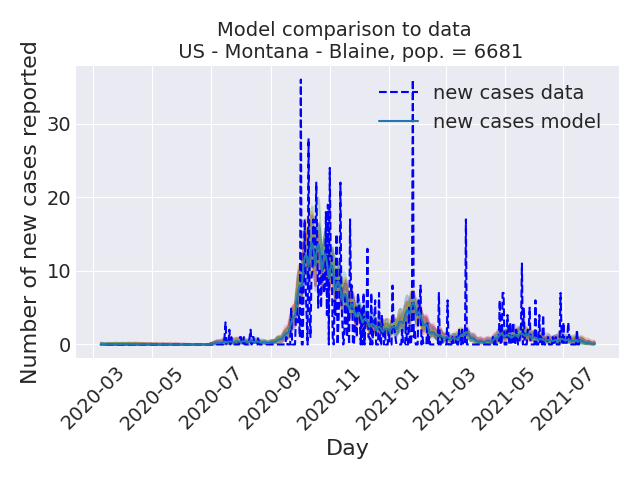 Model comparison to data
US - Montana - Blaine, pop. = 6681
new cases data
new cases model
Number of new cases reported
30
20
10
0
2020-03
2020-05
2020-07
2020-09
2020-11
2021-01
2021-03
2021-05
2021-07
Day